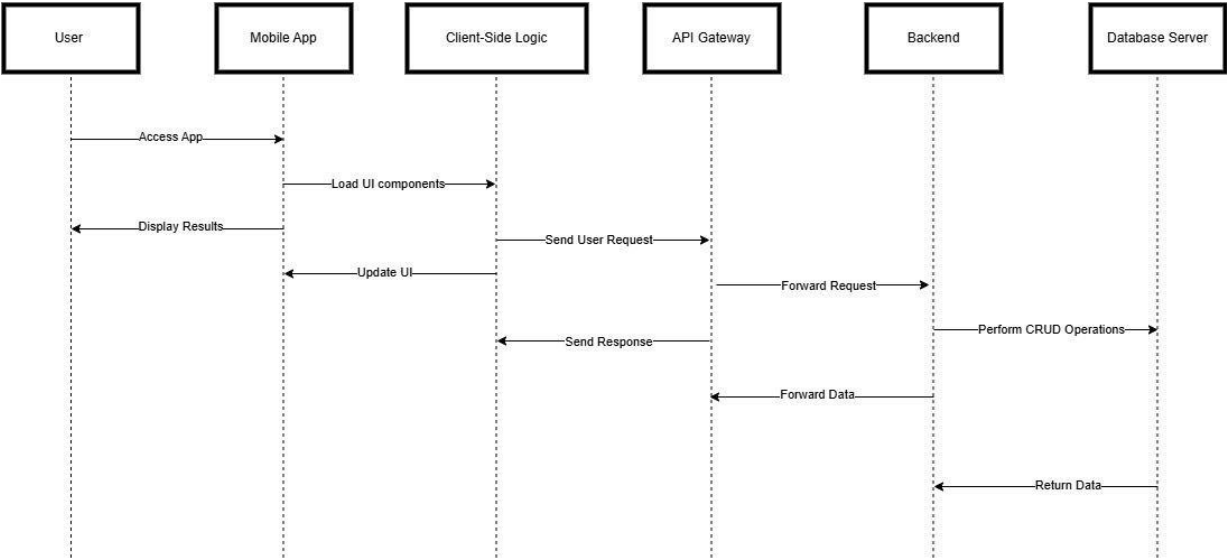 User
Mobile App
Client-Side Logic
API Gateway
Backend
Database Server
Access App
Load UI components
Display Results
Send User Request
Update UI
Forward Request
Perform CRUD Operations
Send Response
Forward Data
Return Data